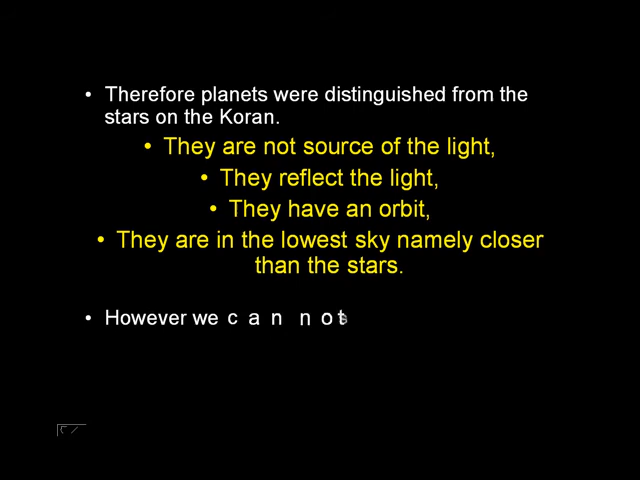 • Therefore planets were distinguished from the
stars on the Koran.
• They are not source of the light,
• They reflect the light,
• They have an orbit,
• They are in the lowest sky namely closer
than the stars.
• However we can not